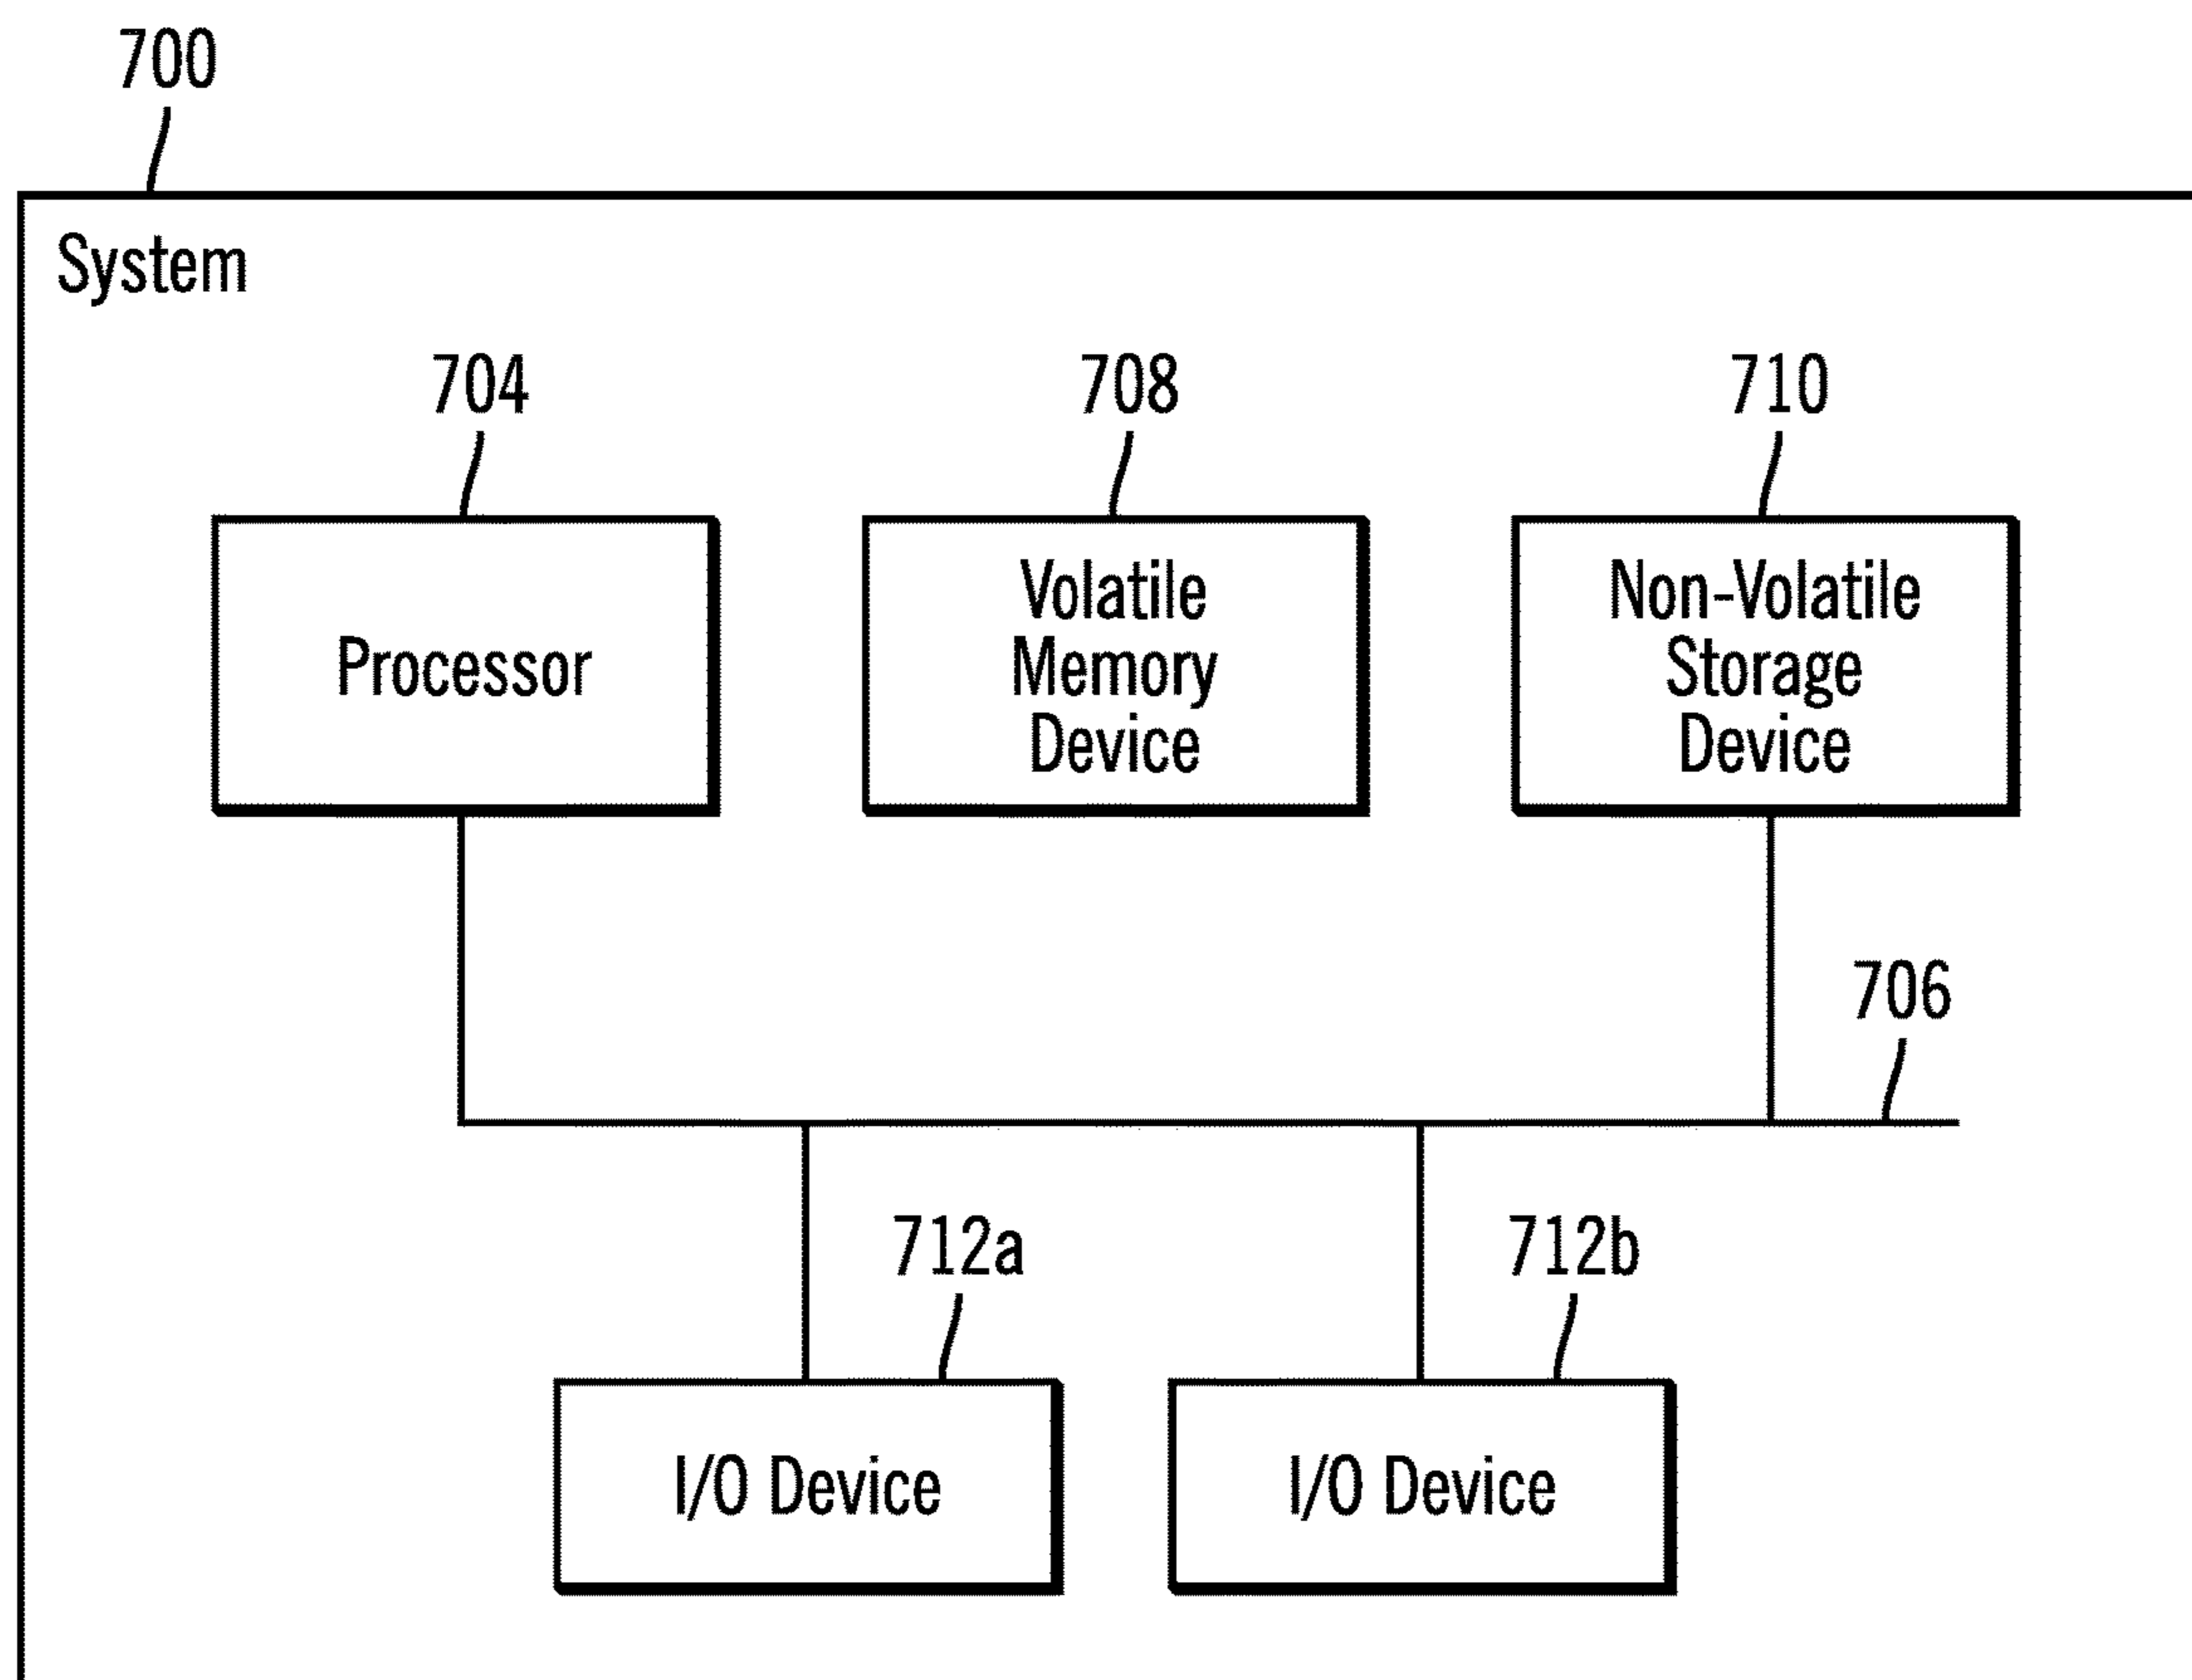 700
System
704
708
710
Processor
Volatile
Memory
Device
Non-Volatile
Storage
Device
706
712a
712b
I/O Device
I/O Device